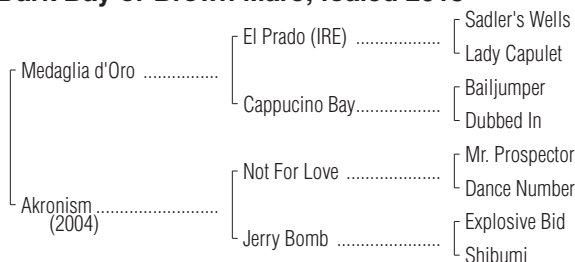 Dark Bay or Brown Mare; foaled
Sadler's Wells
El Prado (IRE) ...................
Lady Capulet
Medaglia d'Oro ................
Bailjumper
Cappucino Bay...................
Dubbed In
Mr. Prospector
Not For Love .....................
Dance Number
Akronism ..........................
(2004)
Explosive Bid
Jerry Bomb .......................
Shibumi